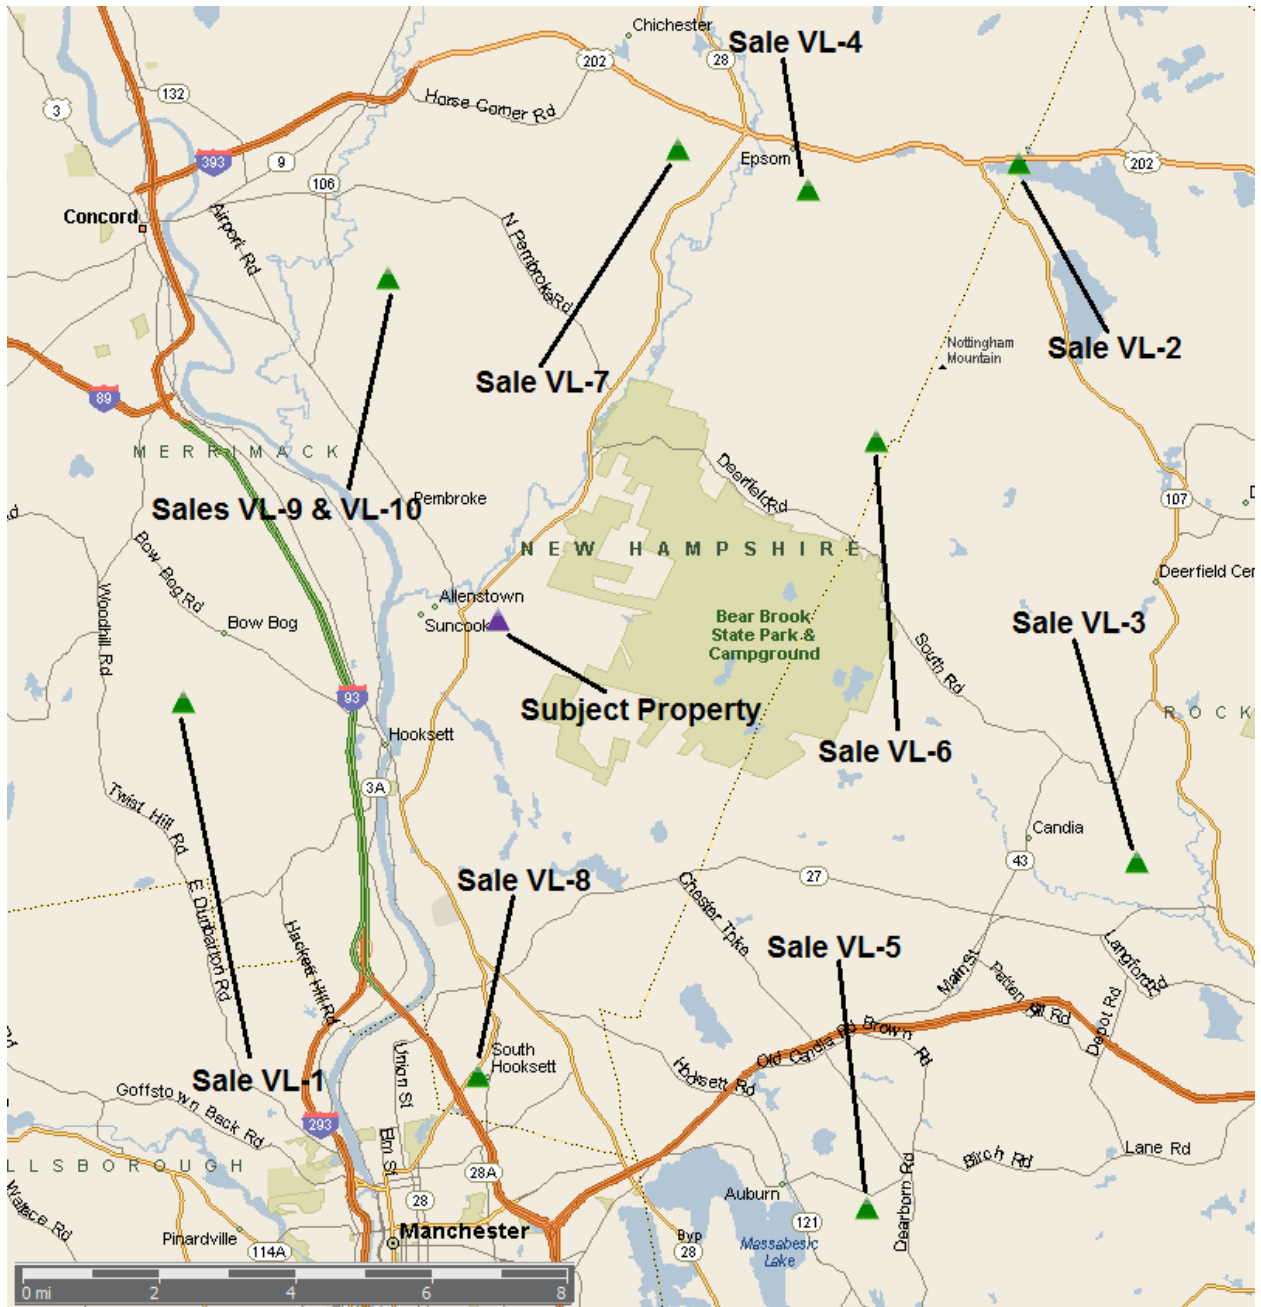 Chichester
Sale VL-4
202
28
132
3
Horse Corner Rd
393
9
Epsom
202
106
Concord
Airport Rd
N Pembroke Rd
Nottingham
Mountain
Sale VL-2
Sale VL-7
89
MERRIMACK
Deerfield Rd
Pembroke
107
Sales VL-9 & VL-10
NEW HAMPSHIRE
Bow Bog Rd
Deerfield Cen
Woodhill Rd
Allenstown
Suncook
Bow Bog
Bear Brook
State Park &
Campground
Sale VL-3
South Rd
93
Subject Property
ROCK
Hooksett
Sale VL-6
3A
Twist Hill Rd
Candia
43
27
Sale VL-8
E Dunbarton Rd
Chester Tpke
Hackett Hill Rd
Sale VL-5
Main St
Langford Rd
Patten Hill Rd
Depot Rd
Old Candia Rd
Brown Rd
South
Hooksett
Union St
Hooksett Rd
Sale VL-1
Goffstown Back Rd
293
Elm St
LLSBOROUGH
28A
Birch Rd
Lane Rd
Wallace Rd
28
Auburn
Dearborn Rd
121
Pinardville
114A
Manchester
Byp
28
Massabesic
Lake
0 mi 2 4 6 8